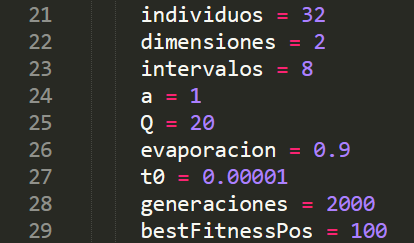 21 individuos = 32
22 dimensiones = 2
23 intervalos = 8
24 a = 1
25 Q = 20
26 evaporacion = 0.9
27 t0 = 0.00001
28 generaciones = 2000
29 bestFitnessPos = 100